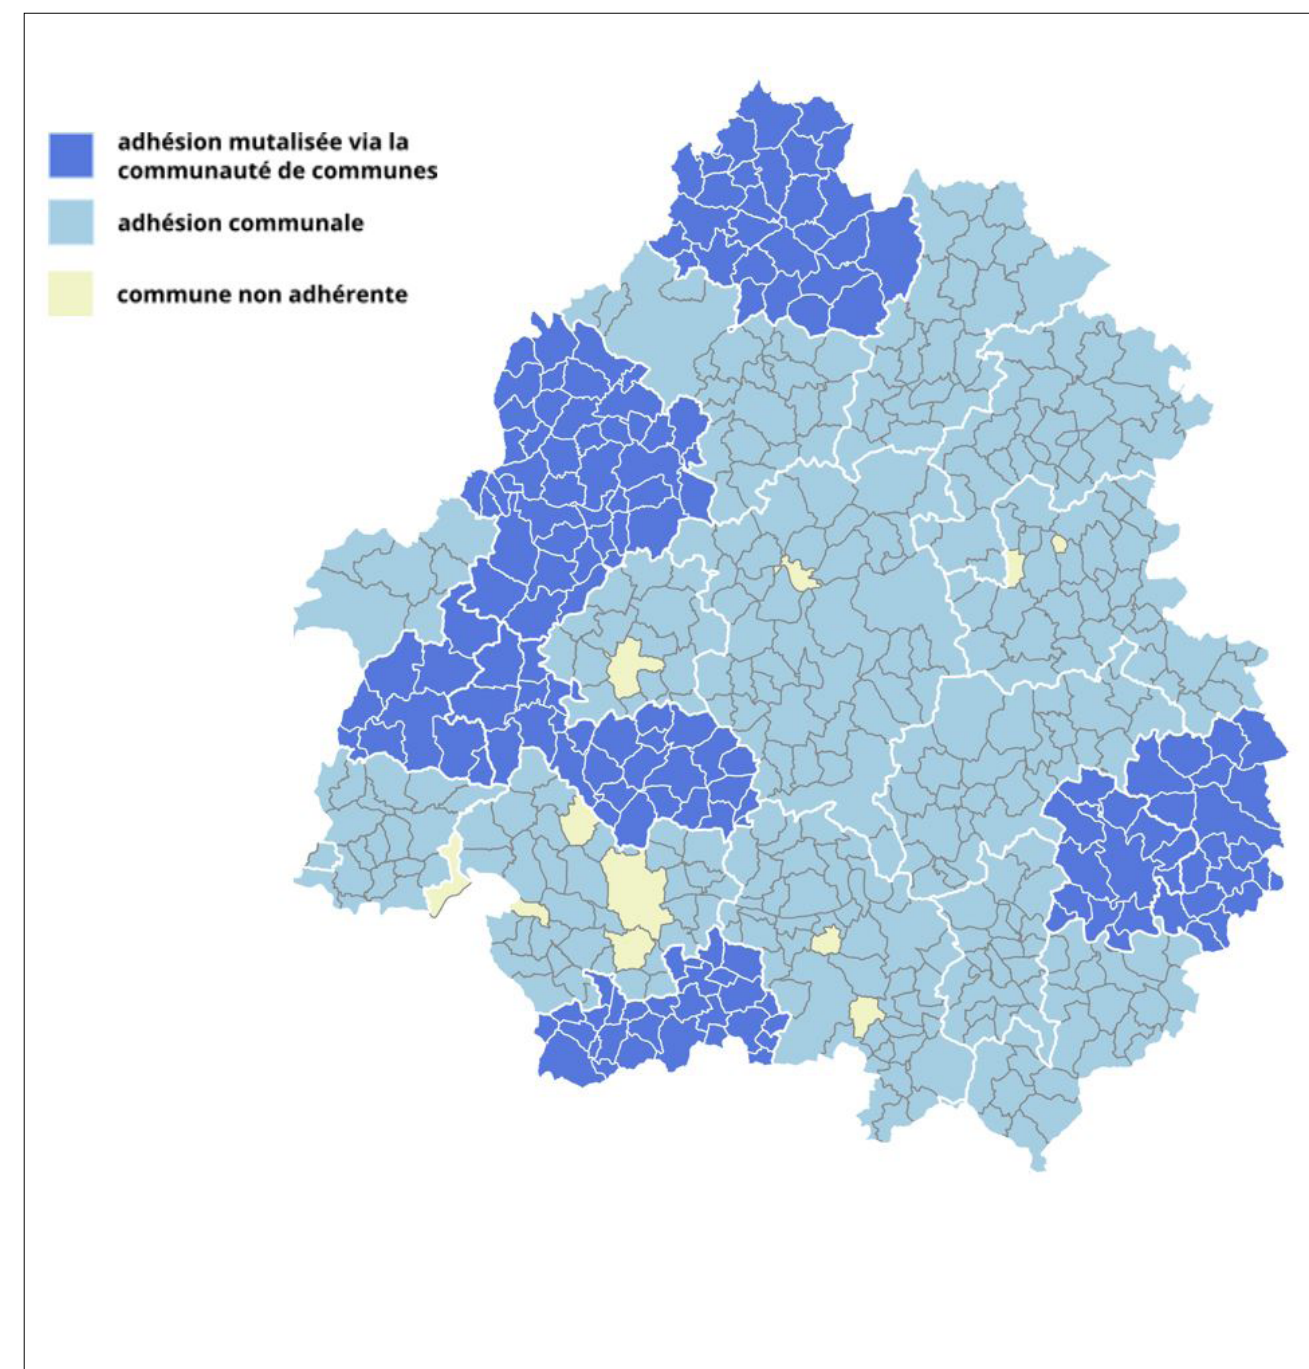 adhésion mutalisée via la
communauté de communes
adhésion communale
commune non adhérente